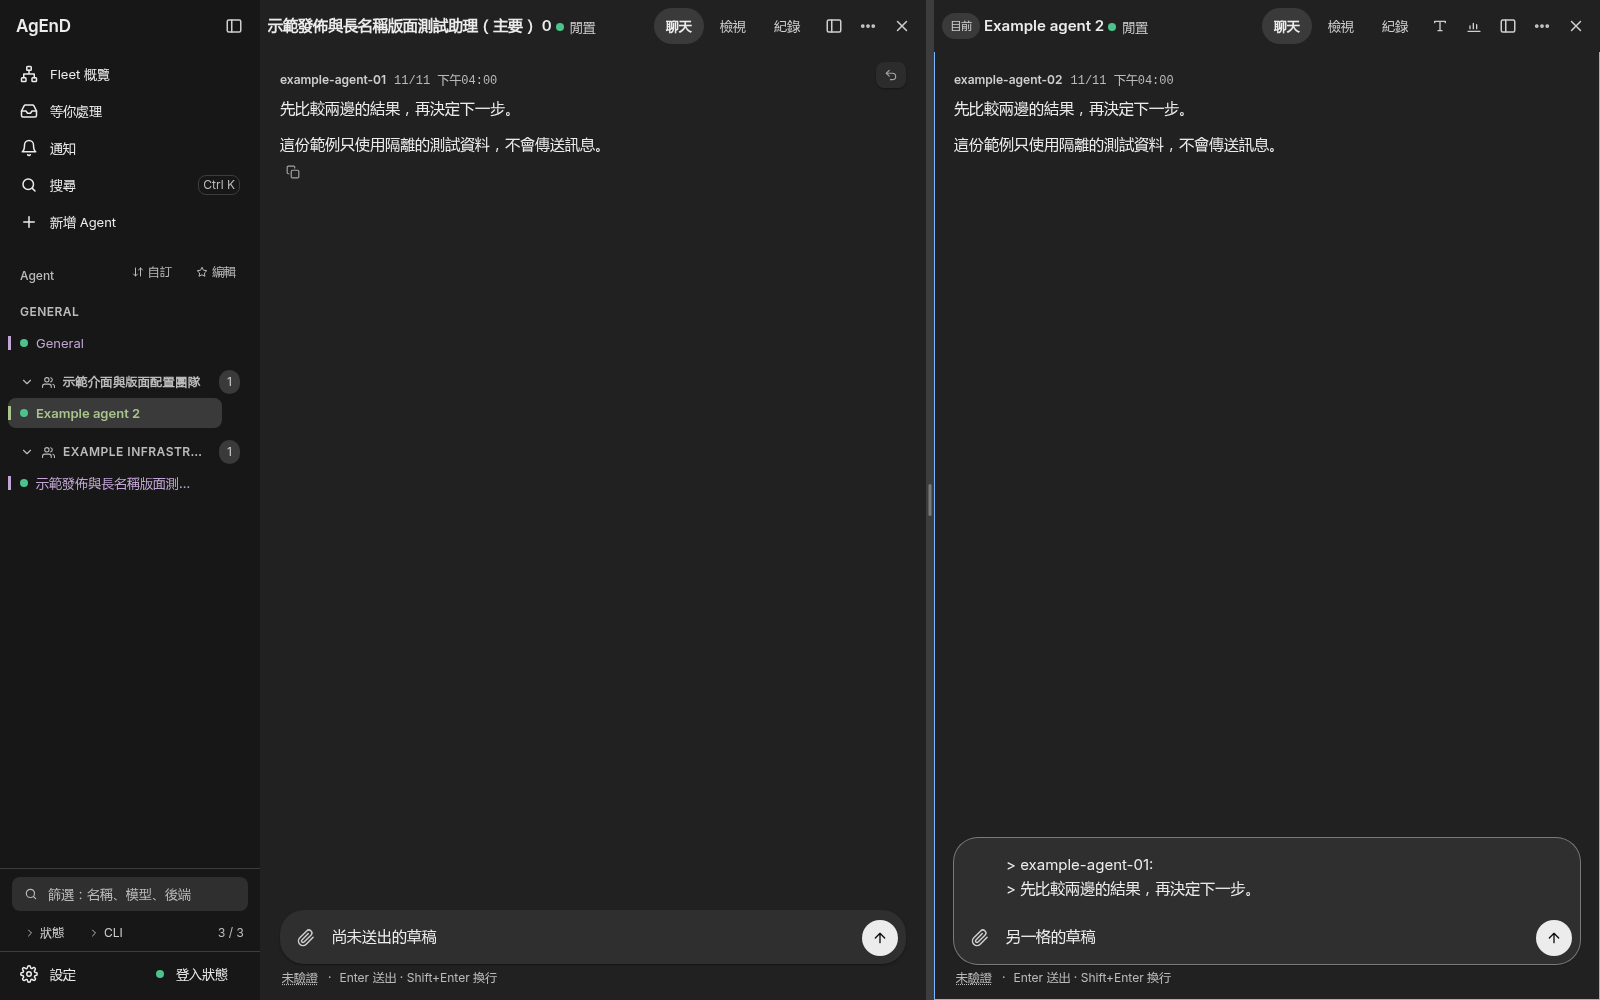 AgEnD
Fleet 概覽
等你處理
通知
搜尋 Ctrl K
新增 Agent
Agent 自訂 編輯
GENERAL
General
示範介面與版面配置團隊 1
Example agent 2
EXAMPLE INFRASTR... 1
示範發佈與長名稱版面測...
篩選：名稱、模型、後端
狀態 CLI 3 / 3
設定 登入狀態
示範發佈與長名稱版面測試助理（主要）0 閒置 聊天 檢視 紀錄
example-agent-01 11/11 下午04:00
先比較兩邊的結果，再決定下一步。
這份範例只使用隔離的測試資料，不會傳送訊息。
尚未送出的草稿
未驗證 · Enter 送出 · Shift+Enter 換行
目前 Example agent 2 閒置 聊天 檢視 紀錄
example-agent-02 11/11 下午04:00
先比較兩邊的結果，再決定下一步。
這份範例只使用隔離的測試資料，不會傳送訊息。
> example-agent-01:
> 先比較兩邊的結果，再決定下一步。
另一格的草稿
未驗證 · Enter 送出 · Shift+Enter 換行